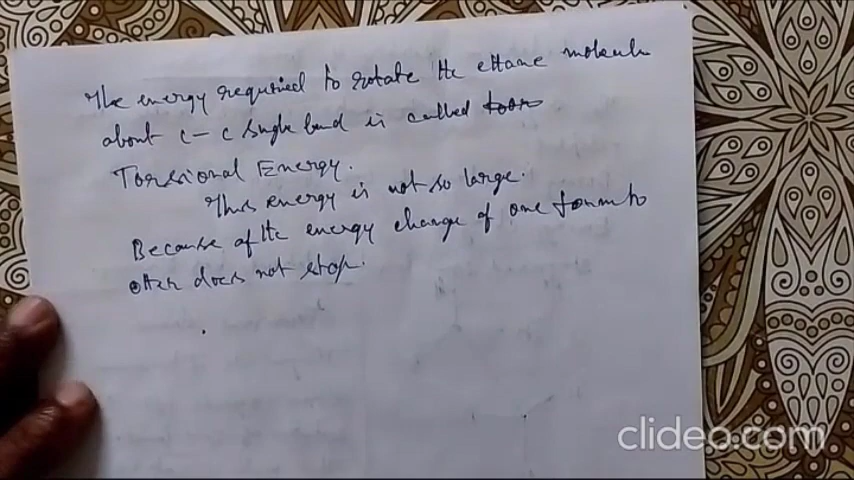 The energy required to rotate the ethane molecule
about C-C single bond is called
Torsional Energy.
This energy is not so large.
Because of the energy change of one form to
other does not stop.
clideo.com